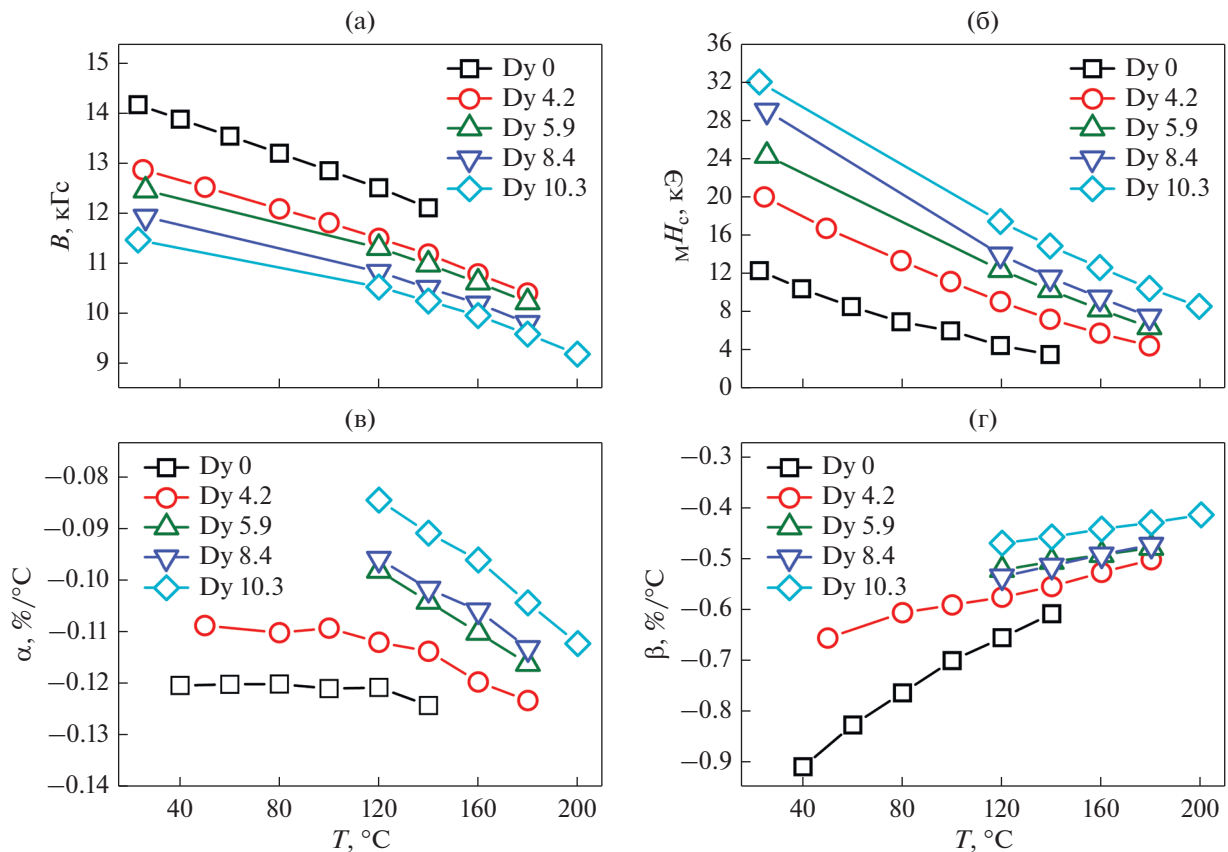 (а)
15
14
13
12
11
10
9
B, кГс
Dy 0
Dy 4.2
Dy 5.9
Dy 8.4
Dy 10.3
(б)
36
32
28
24
20
16
12
8
4
0
MHc, кЭ
Dy 0
Dy 4.2
Dy 5.9
Dy 8.4
Dy 10.3
(в)
−0.08
−0.09
−0.10
−0.11
−0.12
−0.13
−0.14
α, %/°C
Dy 0
Dy 4.2
Dy 5.9
Dy 8.4
Dy 10.3
40 80 120 160 200
T, °C
(г)
−0.3
−0.4
−0.5
−0.6
−0.7
−0.8
−0.9
β, %/°C
Dy 0
Dy 4.2
Dy 5.9
Dy 8.4
Dy 10.3
40 80 120 160 200
T, °C